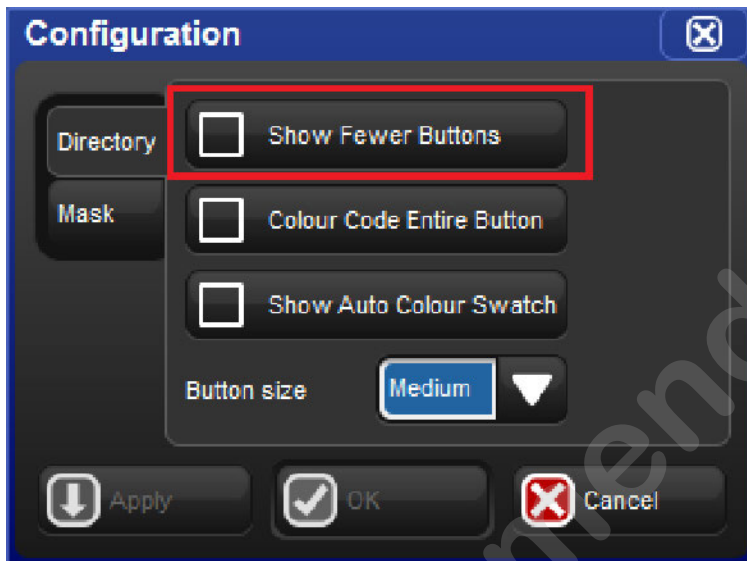 Configuration
Directory
Mask
Show Fewer Buttons
Colour Code Entire Button
Show Auto Colour Swatch
Button size
Medium
Apply
OK
Cancel